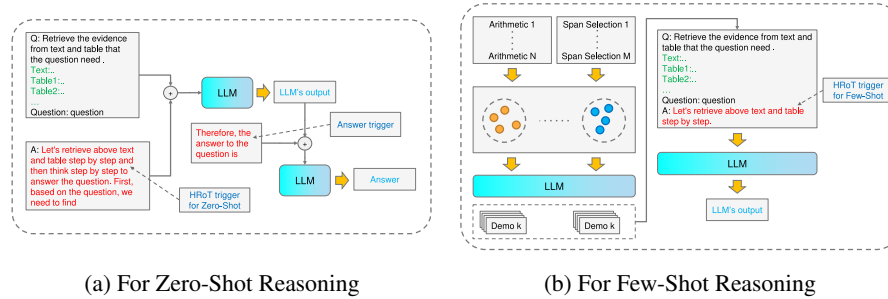 Q: Retrieve the evidence
from text and table that
the question need .
Text:..
Table1:..
Table2:..
...
Question: question
+
LLM
LLM's output
Therefore, the
answer to the
question is
Answer trigger
+
A: Let's retrieve above text
and table step by step and
then think step by step to
answer the question. First,
based on the question, we
need to find
HRoT trigger
for Zero-Shot
LLM
Answer
(a) For Zero-Shot Reasoning
Arithmetic 1
Arithmetic N
Span Selection 1
Span Selection M
LLM
Demo k
Demo k
Q: Retrieve the evidence from text and
table that the question need .
Text:..
Table1:..
Table2:..
...
Question: question
A: Let's retrieve above text and table
step by step.
HRoT trigger
for Few-Shot
LLM
LLM's output
(b) For Few-Shot Reasoning